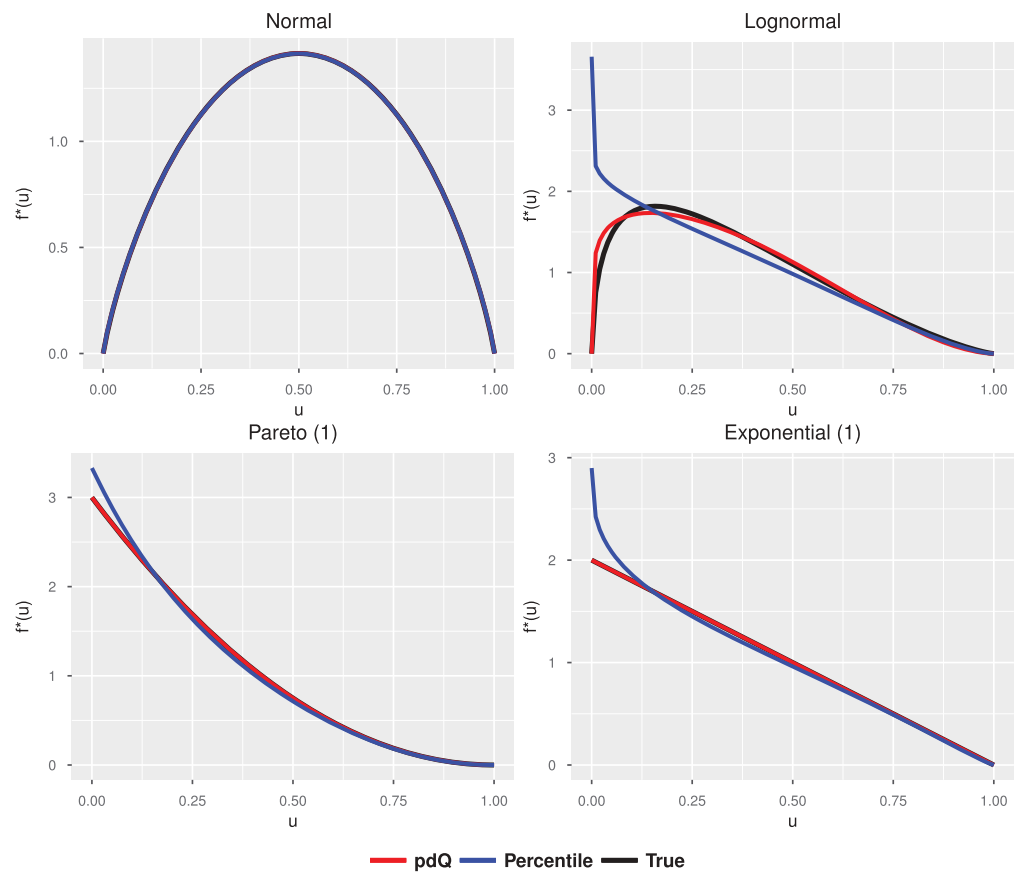 Normal
f*(u)
1.0
0.5
0.0
0.00 0.25 0.50 0.75 1.00
u
Lognormal
f*(u)
3
2
1
0
0.00 0.25 0.50 0.75 1.00
u
Pareto (1)
f*(u)
3
2
1
0
0.00 0.25 0.50 0.75 1.00
u
Exponential (1)
f*(u)
3
2
1
0
0.00 0.25 0.50 0.75 1.00
u
pdQ Percentile True